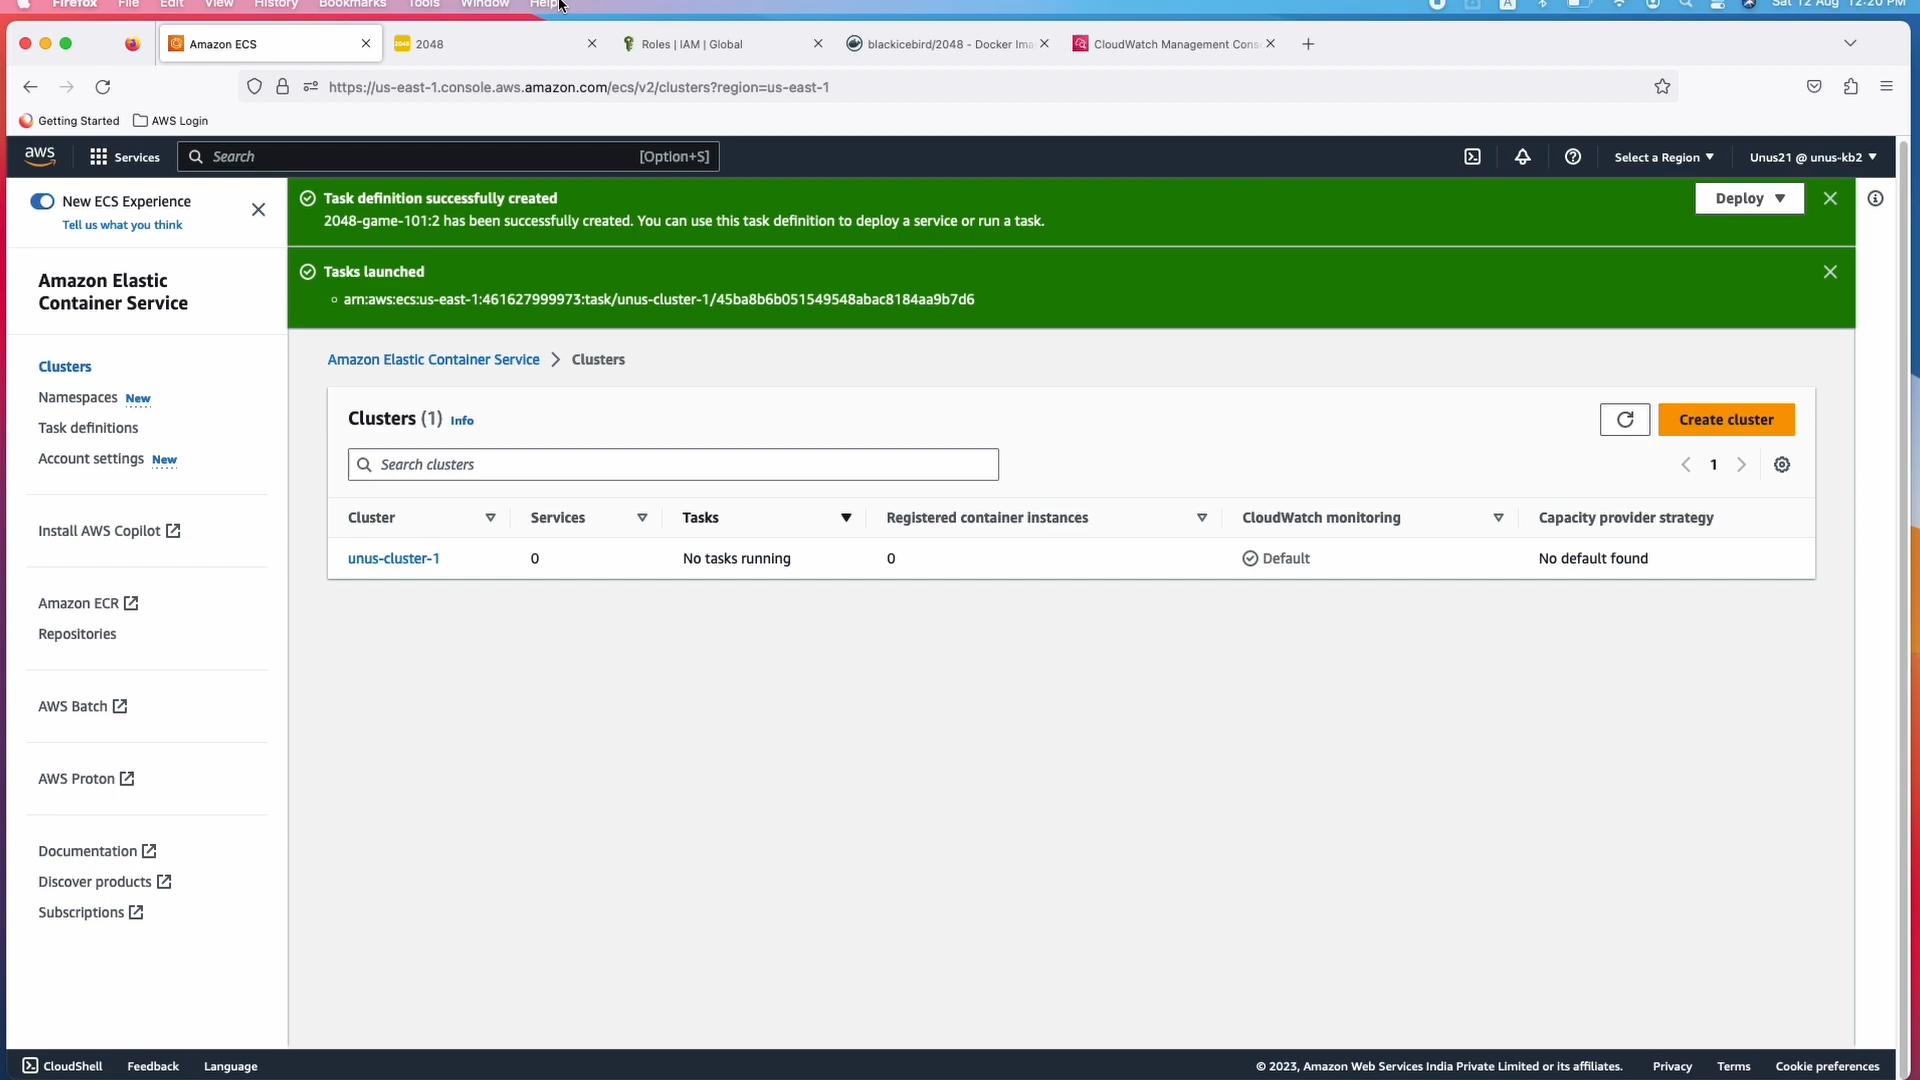 Firefox File Edit View History Bookmarks Tools Window Help Sat 12 Aug 12:20 PM
Amazon ECS
2048
Roles | IAM | Global
blackicebird/2048 - Docker Ima
CloudWatch Management Cons
https://us-east-1.console.aws.amazon.com/ecs/v2/clusters?region=us-east-1
Getting Started AWS Login
aws Services Search [Option+S] Select a Region Unus21 @ unus-kb2
New ECS Experience
Tell us what you think
Amazon Elastic
Container Service
Clusters
Namespaces New
Task definitions
Account settings New
Install AWS Copilot
Amazon ECR
Repositories
AWS Batch
AWS Proton
Documentation
Discover products
Subscriptions
Task definition successfully created
2048-game-101:2 has been successfully created. You can use this task definition to deploy a service or run a task.
Deploy
Tasks launched
arn:aws:ecs:us-east-1:461627999973:task/unus-cluster-1/45ba8b6b051549548abac8184aa9b7d6
Amazon Elastic Container Service > Clusters
Clusters (1) Info
Create cluster
Search clusters
1
Cluster Services Tasks Registered container instances CloudWatch monitoring Capacity provider strategy
unus-cluster-1 0 No tasks running 0 Default No default found
CloudShell Feedback Language © 2023, Amazon Web Services India Private Limited or its affiliates. Privacy Terms Cookie preferences